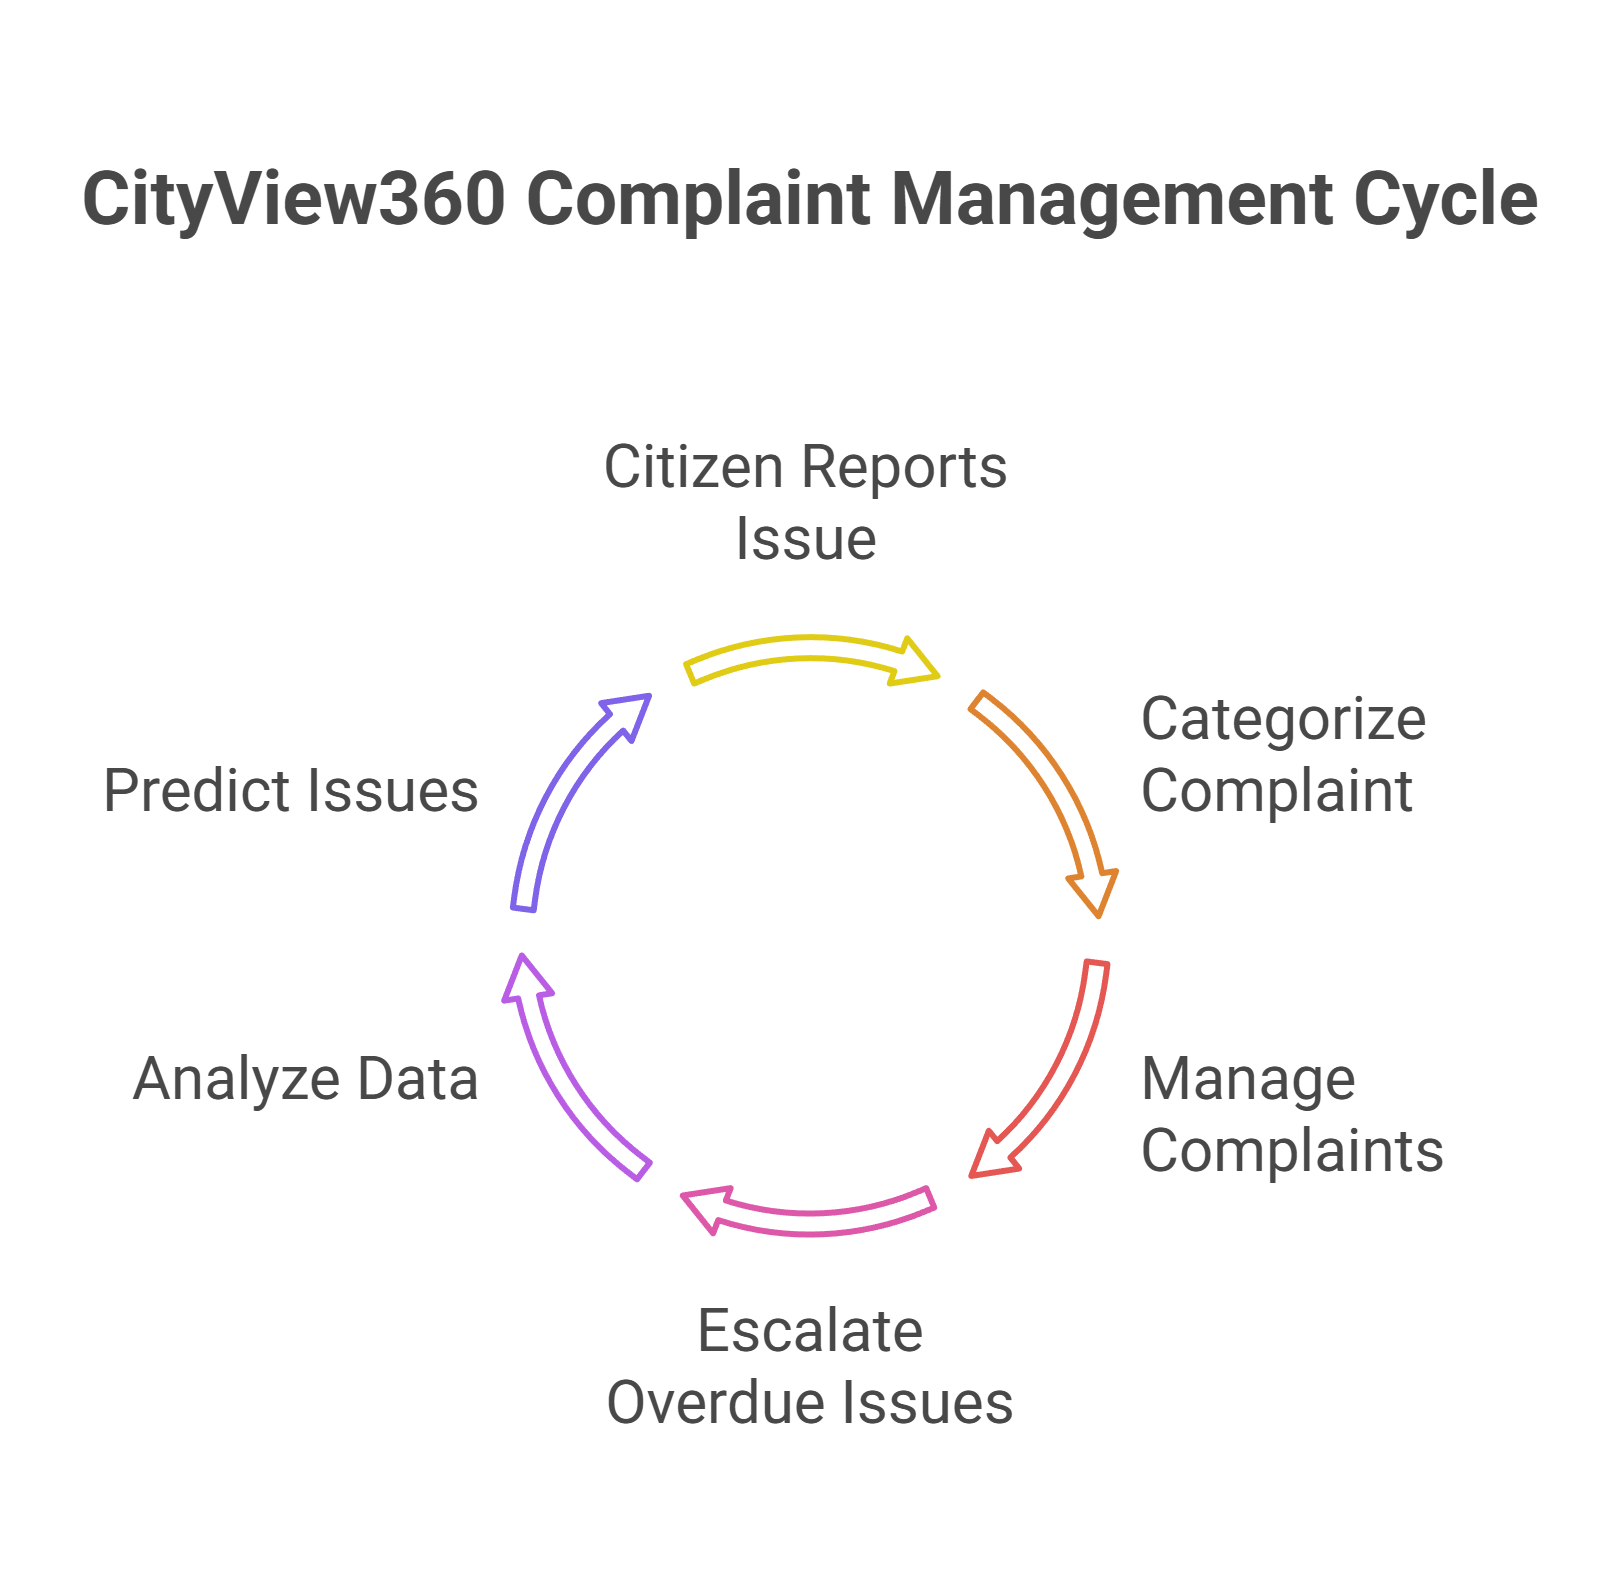 CityView360 Complaint Management Cycle
Citizen Reports
Issue
Categorize
Complaint
Manage
Complaints
Escalate
Overdue Issues
Analyze Data
Predict Issues